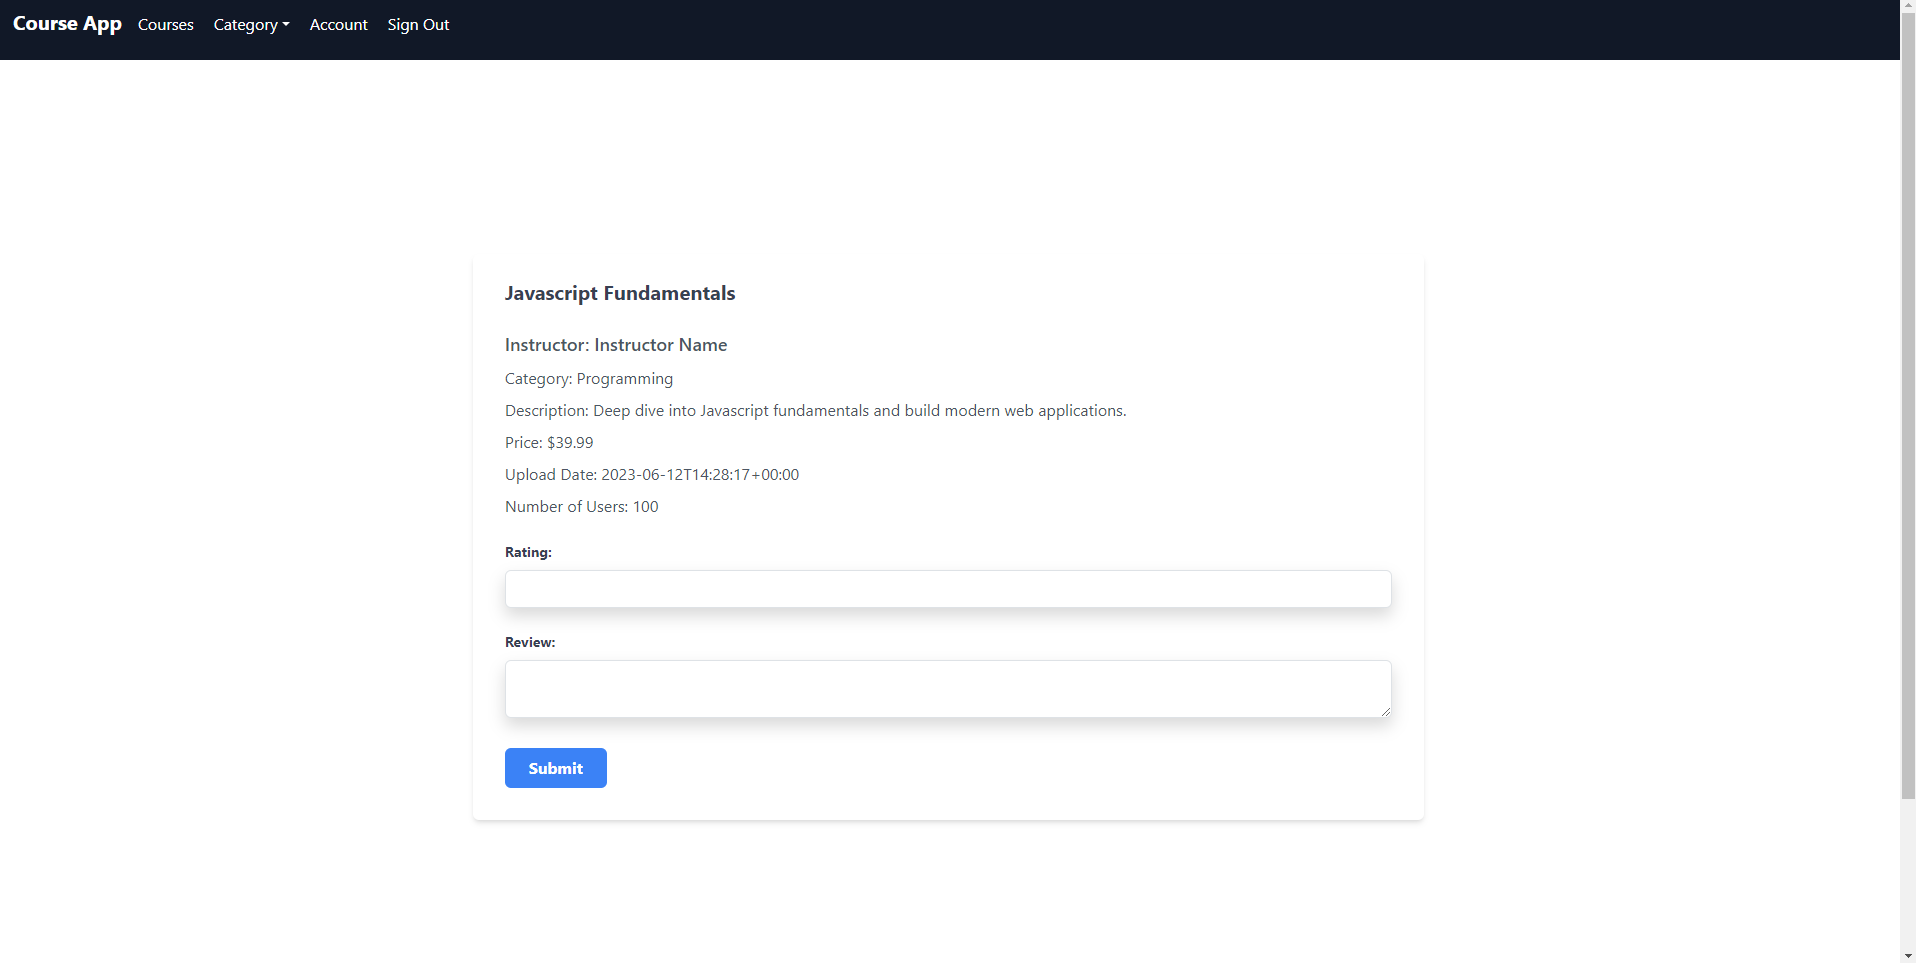 Course App Courses Category Account Sign Out
Javascript Fundamentals
Instructor: Instructor Name
Category: Programming
Description: Deep dive into Javascript fundamentals and build modern web applications.
Price: $39.99
Upload Date: 2023-06-12T14:28:17+00:00
Number of Users: 100
Rating:
Review:
Submit